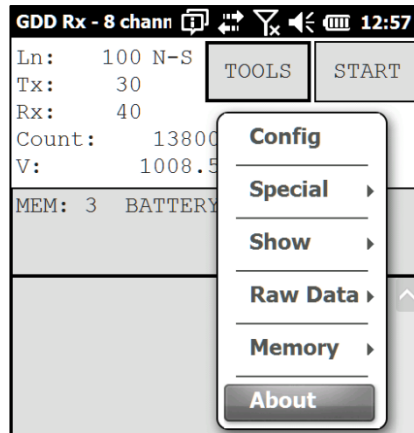 GDD Rx - 8 chann 12:57
Ln: 100 N-S
TOOLS START
Tx: 30
Rx: 40
Count: 13800
V: 1008.5
MEM: 3 BATTERY
Config
Special
Show
Raw Data
Memory
About